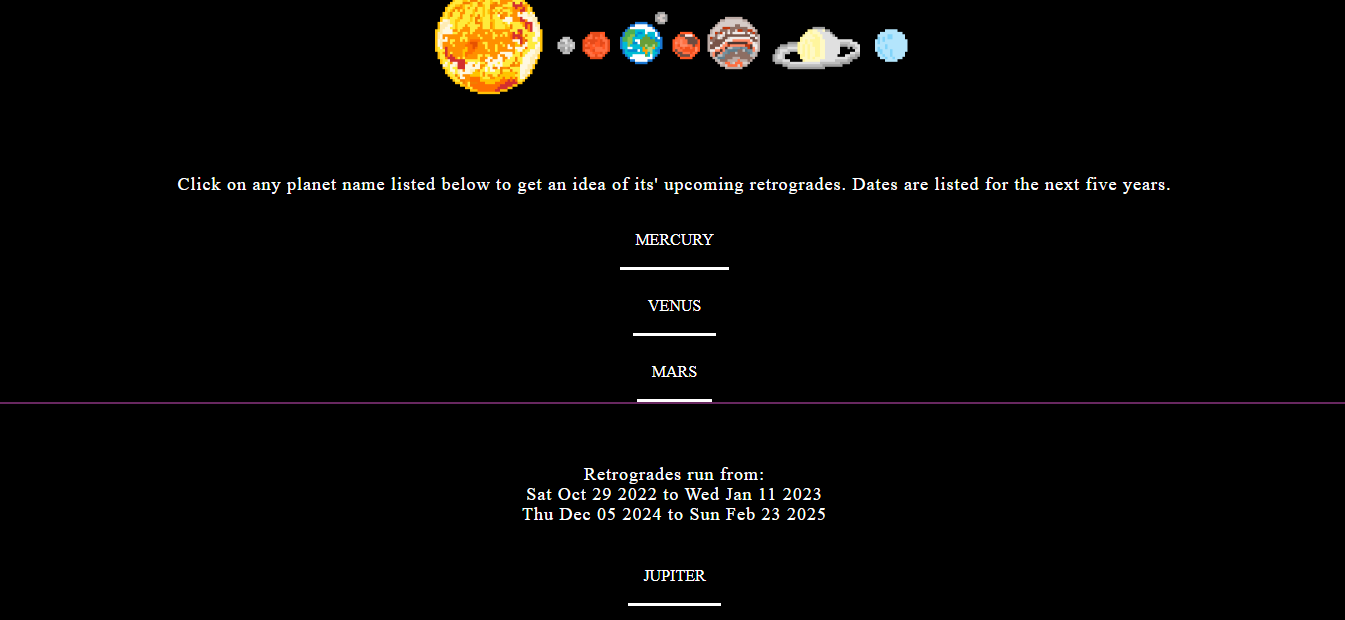 Click on any planet name listed below to get an idea of its' upcoming retrogrades. Dates are listed for the next five years.
MERCURY
VENUS
MARS
Retrogrades run from:
Sat Oct 29 2022 to Wed Jan 11 2023
Thu Dec 05 2024 to Sun Feb 23 2025
JUPITER